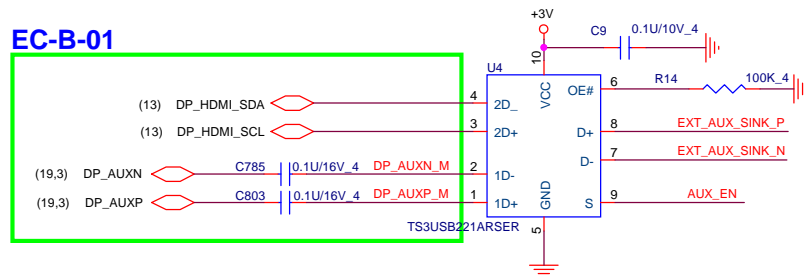 EC-B-01
+3V
C9 0.1U/10V_4
U4
10
VCC
OE#
6
R14 100K_4
(13) DP_HDMI_SDA
4
2D_
(13) DP_HDMI_SCL
3
2D+
D+
8
EXT_AUX_SINK_P
D-
7
EXT_AUX_SINK_N
(19,3) DP_AUXN
C785 0.1U/16V_4 DP_AUXN_M
2
1D-
(19,3) DP_AUXP
C803 0.1U/16V_4 DP_AUXP_M
1
1D+
GND
S
9
AUX_EN
5
TS3USB221ARSER